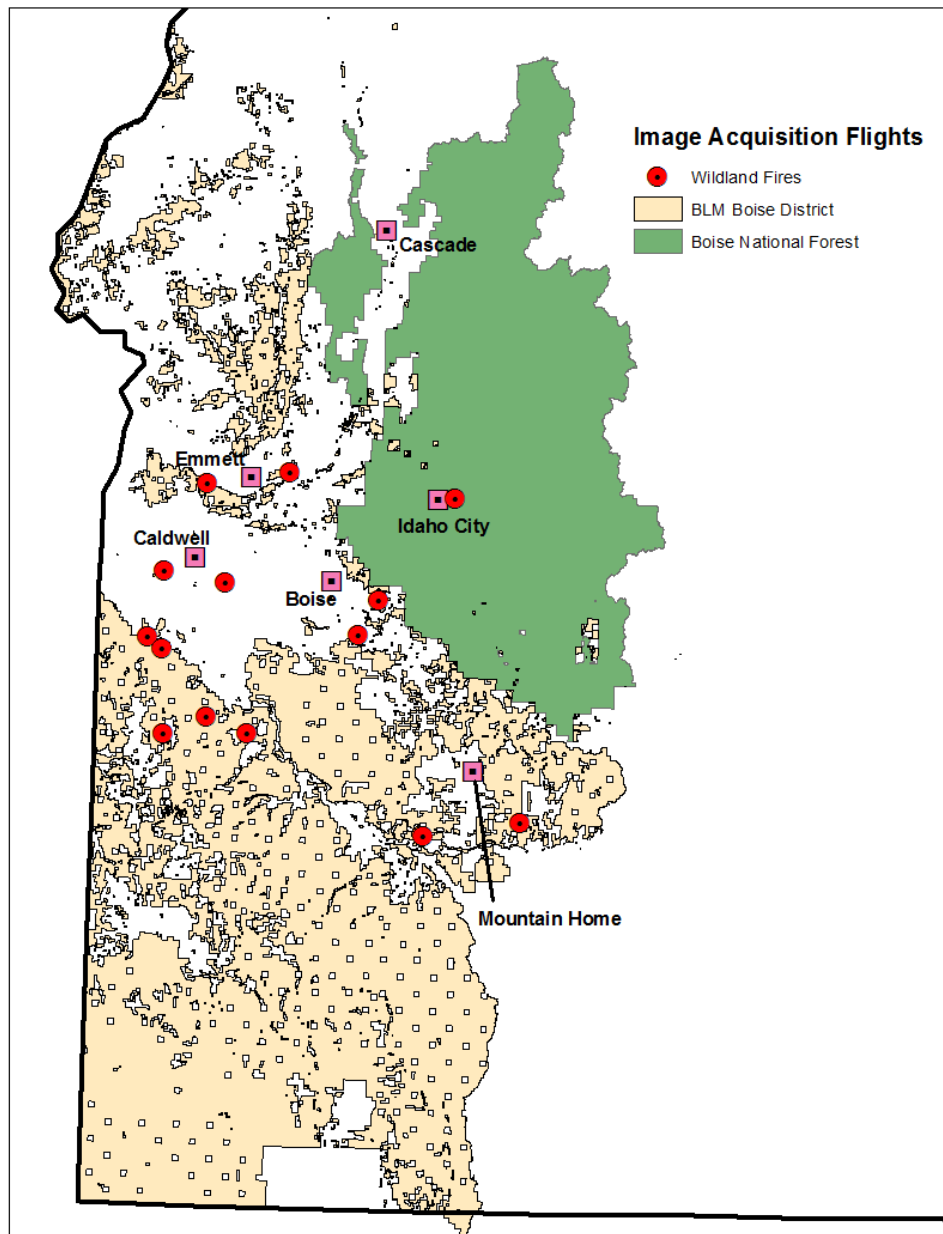 Image Acquisition Flights
Wildland Fires
BLM Boise District
Boise National Forest
Cascade
Emmett
Idaho City
Caldwell
Boise
Mountain Home